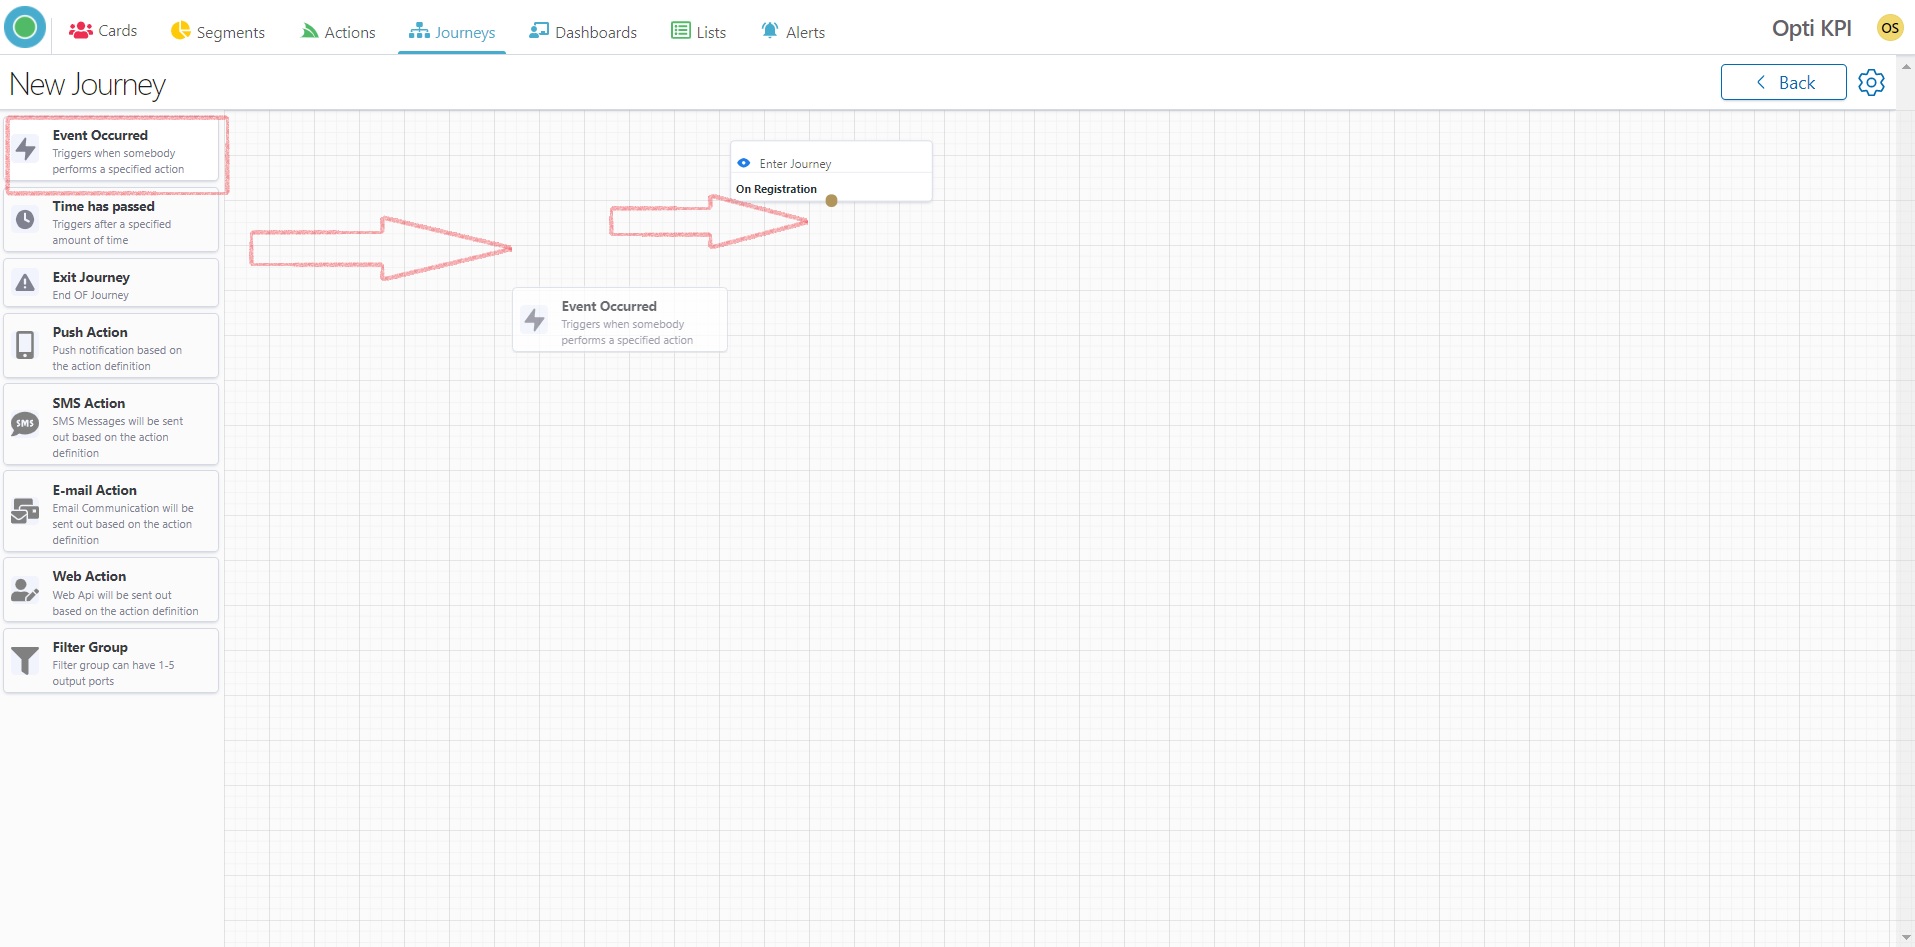 Cards
Segments
Actions
Journeys
Dashboards
Lists
Alerts
Opti KPI
OS
New Journey
Back
Event Occurred
Triggers when somebody
performs a specified action
Time has passed
Triggers after a specified
amount of time
Exit Journey
End OF Journey
Push Action
Push notification based on
the action definition
SMS
SMS Action
SMS Messages will be sent
out based on the action
definition
E-mail Action
Email Communication will be
sent out based on the action
definition
Web Action
Web Api will be sent out
based on the action definition
Filter Group
Filter group can have 1-5
output ports
Enter Journey
On Registration
Event Occurred
Triggers when somebody
performs a specified action